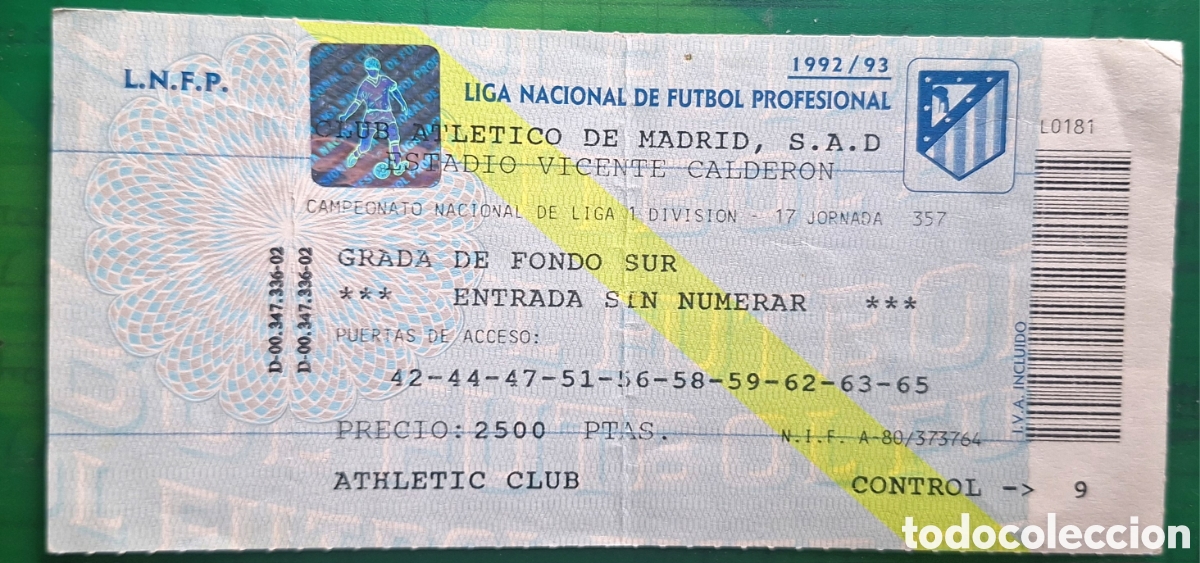 L.N.F.P.
1992/93
LIGA NACIONAL DE FUTBOL PROFESIONAL
CLUB ATLETICO DE MADRID, S.A.D
ESTADIO VICENTE CALDERON
L0181
CAMPEONATO NACIONAL DE LIGA 1 DIVISION - 17 JORNADA 357
D-00.347.336-02
D-00.347.336-02
GRADA DE FONDO SUR
*** ENTRADA SIN NUMERAR ***
PUERTAS DE ACCESO:
42-44-47-51-56-58-59-62-63-65
I.V.A. INCLUIDO
PRECIO: 2500 PTAS.
N.I.F. A-80/373764
ATHLETIC CLUB
CONTROL -> 9
todocoleccion